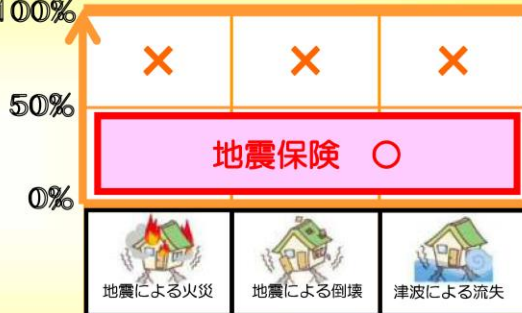 100%
× × ×
50%
地震保険 ○
0%
地震による火災 地震による倒壊 津波による流失